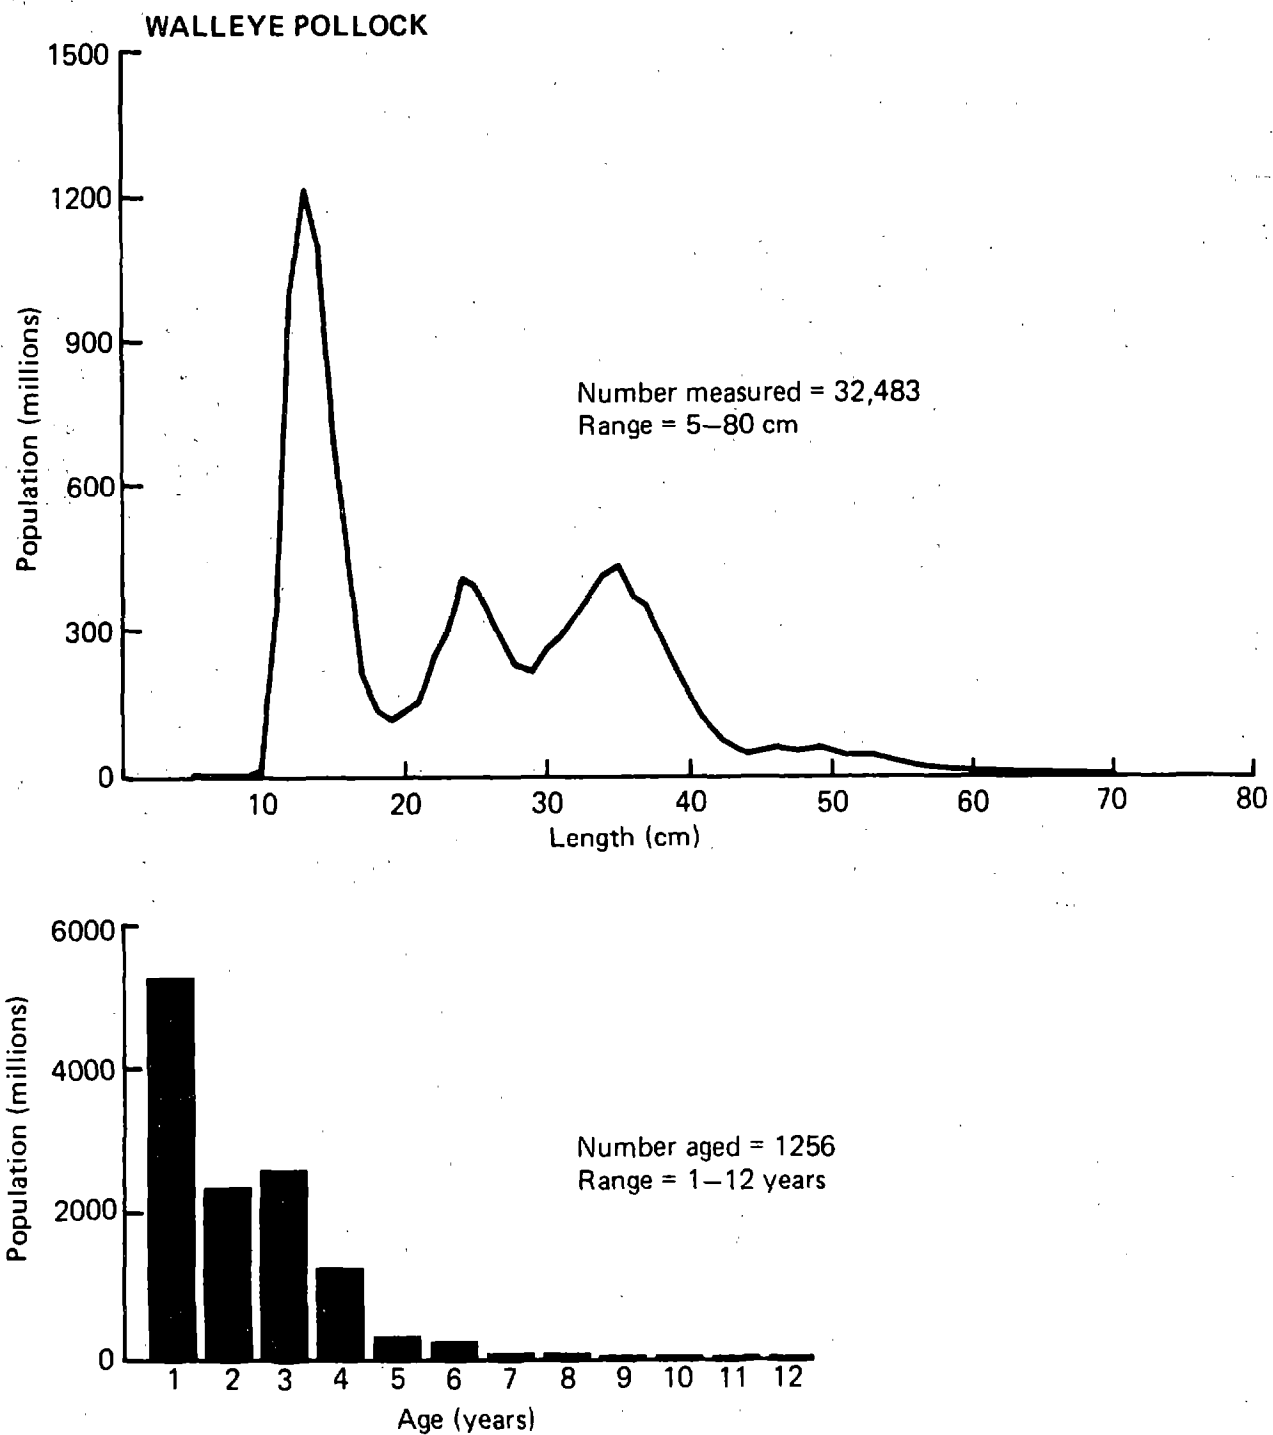 WALLEYE POLLOCK
1500
1200
900
600
300
0
Population (millions)
Number measured = 32,483
Range = 5–80 cm
10 20 30 40 50 60 70 80
Length (cm)
6000
4000
2000
0
Population (millions)
Number aged = 1256
Range = 1–12 years
1 2 3 4 5 6 7 8 9 10 11 12
Age (years)